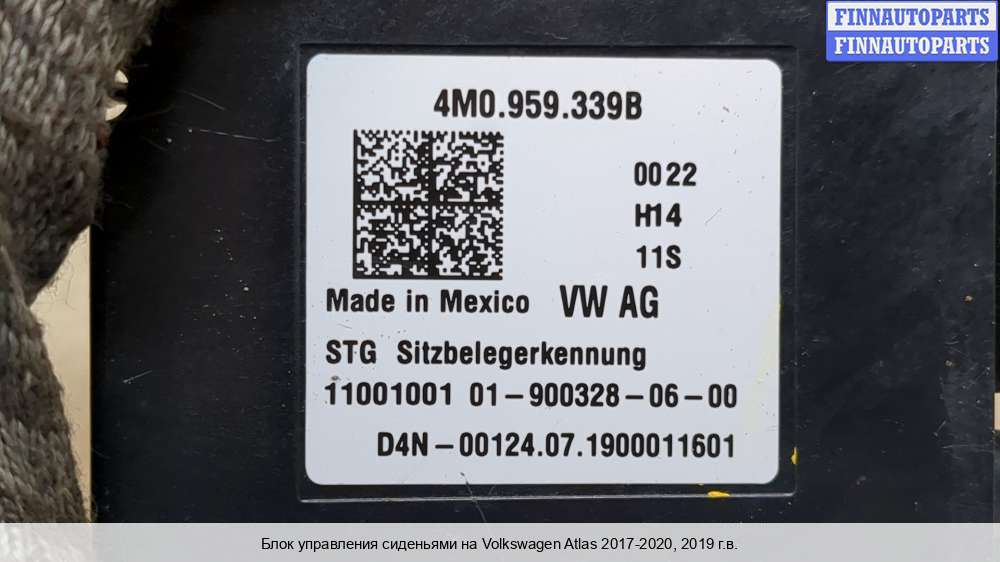 FINNAUTOPARTS
FINNAUTOPARTS
4M0.959.339B
0022
H14
11S
Made in Mexico VW AG
STG Sitzbelegerkennung
11001001 01-900328-06-00
D4N-00124.07.1900011601
Блок управления сиденьями на Volkswagen Atlas 2017-2020, 2019 г.в.